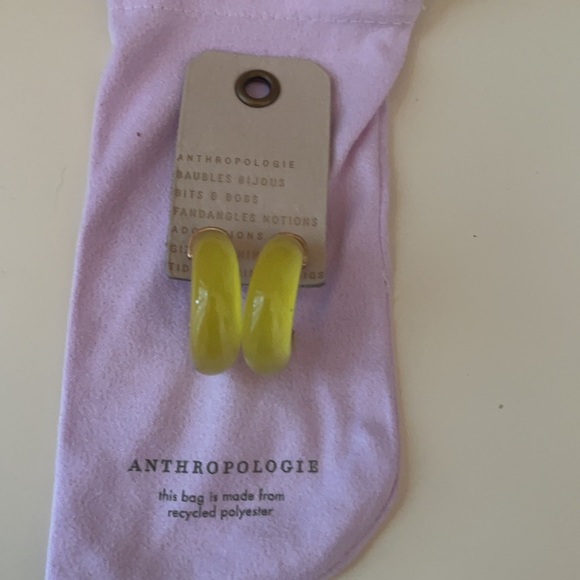 ANTHROPOLOGIE
BAUBLES BIJOUS
BITS & BOBS
FANDANGLES NOTIONS
ANTHROPOLOGIE
this bag is made from
recycled polyester